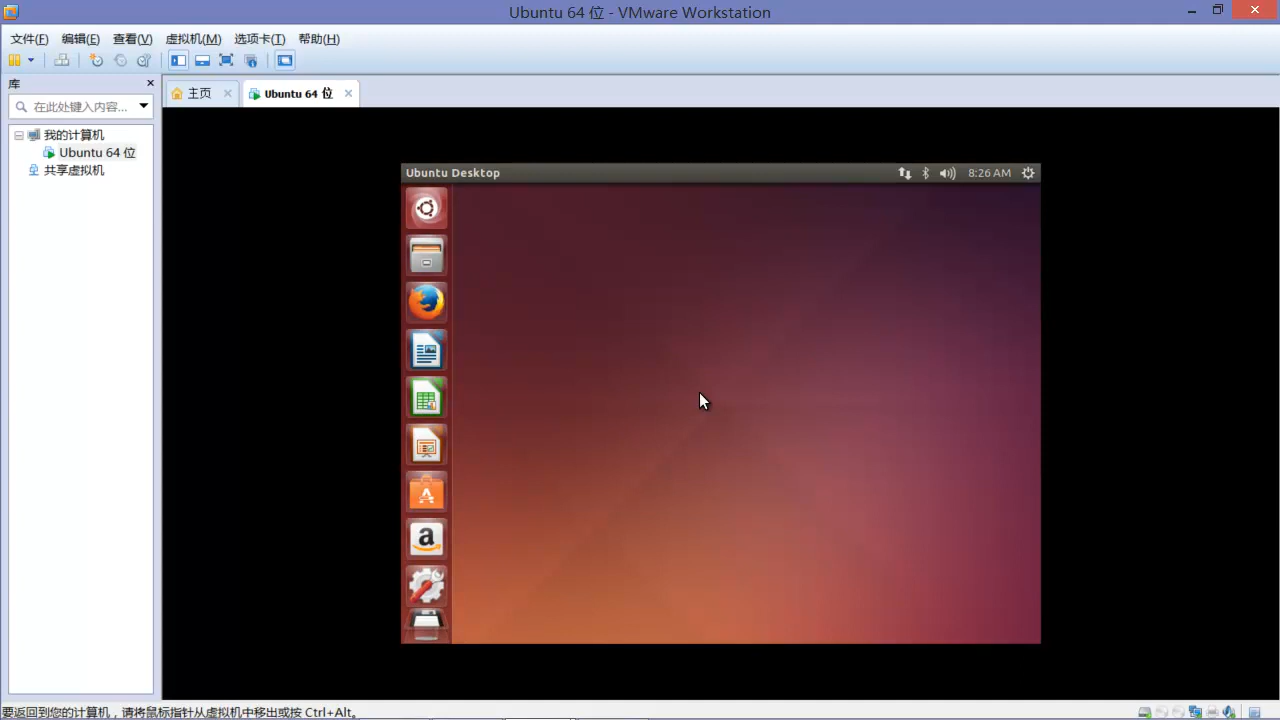 Ubuntu 64 位 - VMware Workstation
文件(F) 编辑(E) 查看(V) 虚拟机(M) 选项卡(T) 帮助(H)
库
主页
Ubuntu 64 位
在此处键入内容...
我的计算机
Ubuntu 64 位
共享虚拟机
Ubuntu Desktop
8:26 AM
a
要返回到您的计算机，请将鼠标指针从虚拟机中移出或按 Ctrl+Alt。